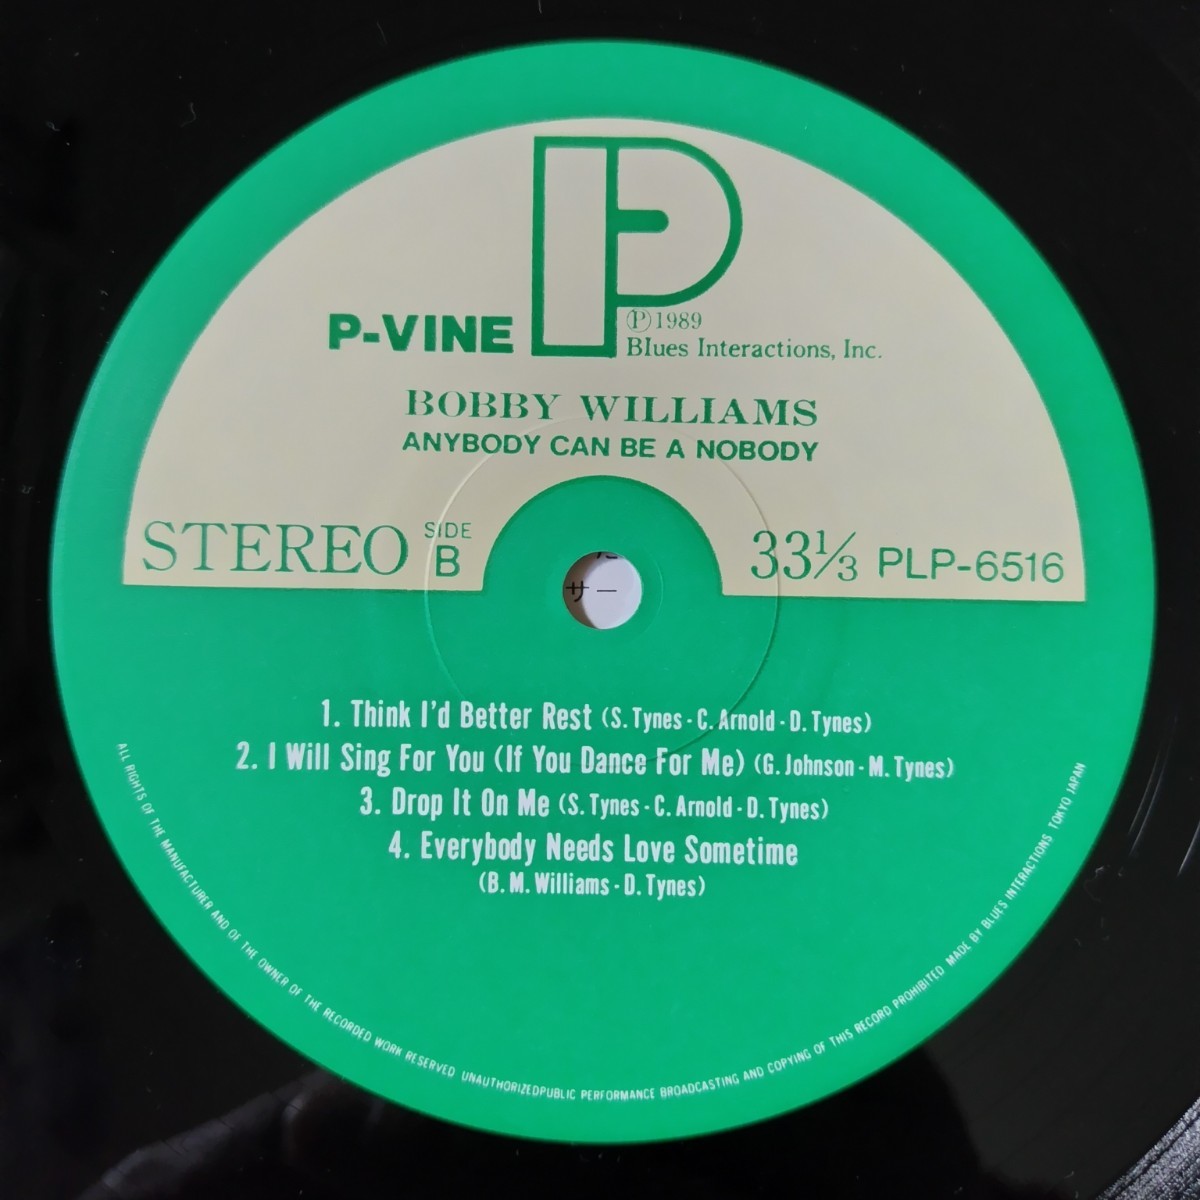 P-VINE
Ⓟ1989
Blues Interactions, Inc.
BOBBY WILLIAMS
ANYBODY CAN BE A NOBODY
STEREO
SIDE
B
33⅓ PLP-6516
サー
1. Think I'd Better Rest (S. Tynes - C. Arnold - D. Tynes)
2. I Will Sing For You (If You Dance For Me) (G. Johnson - M. Tynes)
3. Drop It On Me (S. Tynes - C. Arnold - D. Tynes)
4. Everybody Needs Love Sometime
(B. M. Williams - D. Tynes)
ALL RIGHTS OF THE MANUFACTURER AND OF THE OWNER OF THE RECORDED WORK RESERVED UNAUTHORIZEDPUBLIC PERFORMANCE BROADCASTING AND COPYING OF THIS RECORD PROHIBITED MADE BY BLUES INTERACTIONS TOKYO JAPAN